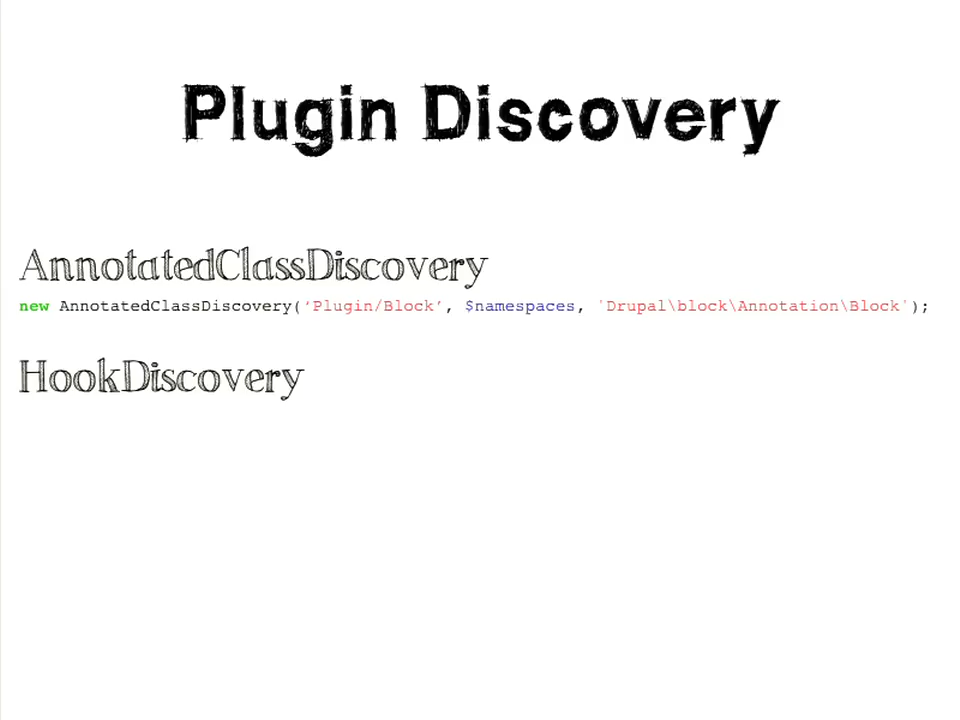 Plugin Discovery
AnnotatedClassDiscovery
new AnnotatedClassDiscovery(‘Plugin/Block’, $namespaces, 'Drupal\block\Annotation\Block');
HookDiscovery